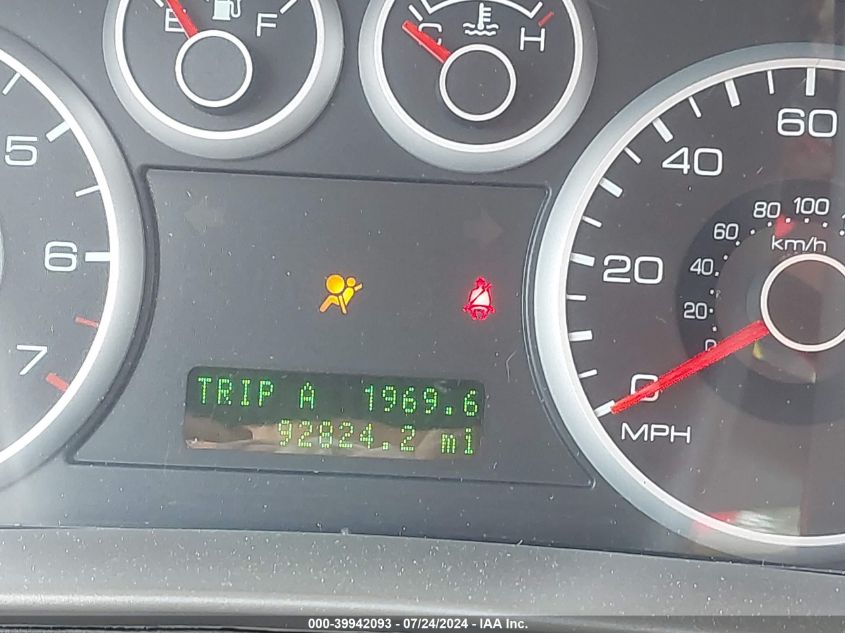 E F
C H
5
6
7
TRIP A 1969.6
92824.2 mi
0 20 40 60
MPH
0 20 40 60 80 100
km/h
000-39942093 - 07/24/2024 - IAA Inc.